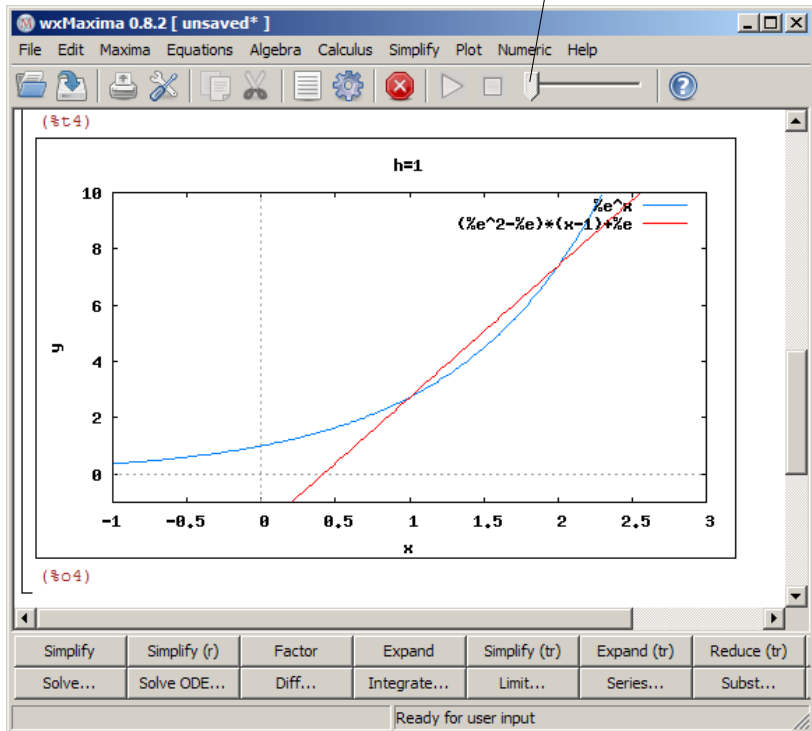 wxMaxima 0.8.2 [ unsaved* ]
File Edit Maxima Equations Algebra Calculus Simplify Plot Numeric Help
(%t4)
h=1
%e^x
(%e^2-%e)*(x-1)+%e
10
8
6
4
2
0
y
-1 -0.5 0 0.5 1 1.5 2 2.5 3
x
(%o4)
Simplify Simplify (r) Factor Expand Simplify (tr) Expand (tr) Reduce (tr)
Solve... Solve ODE... Diff... Integrate... Limit... Series... Subst...
Ready for user input